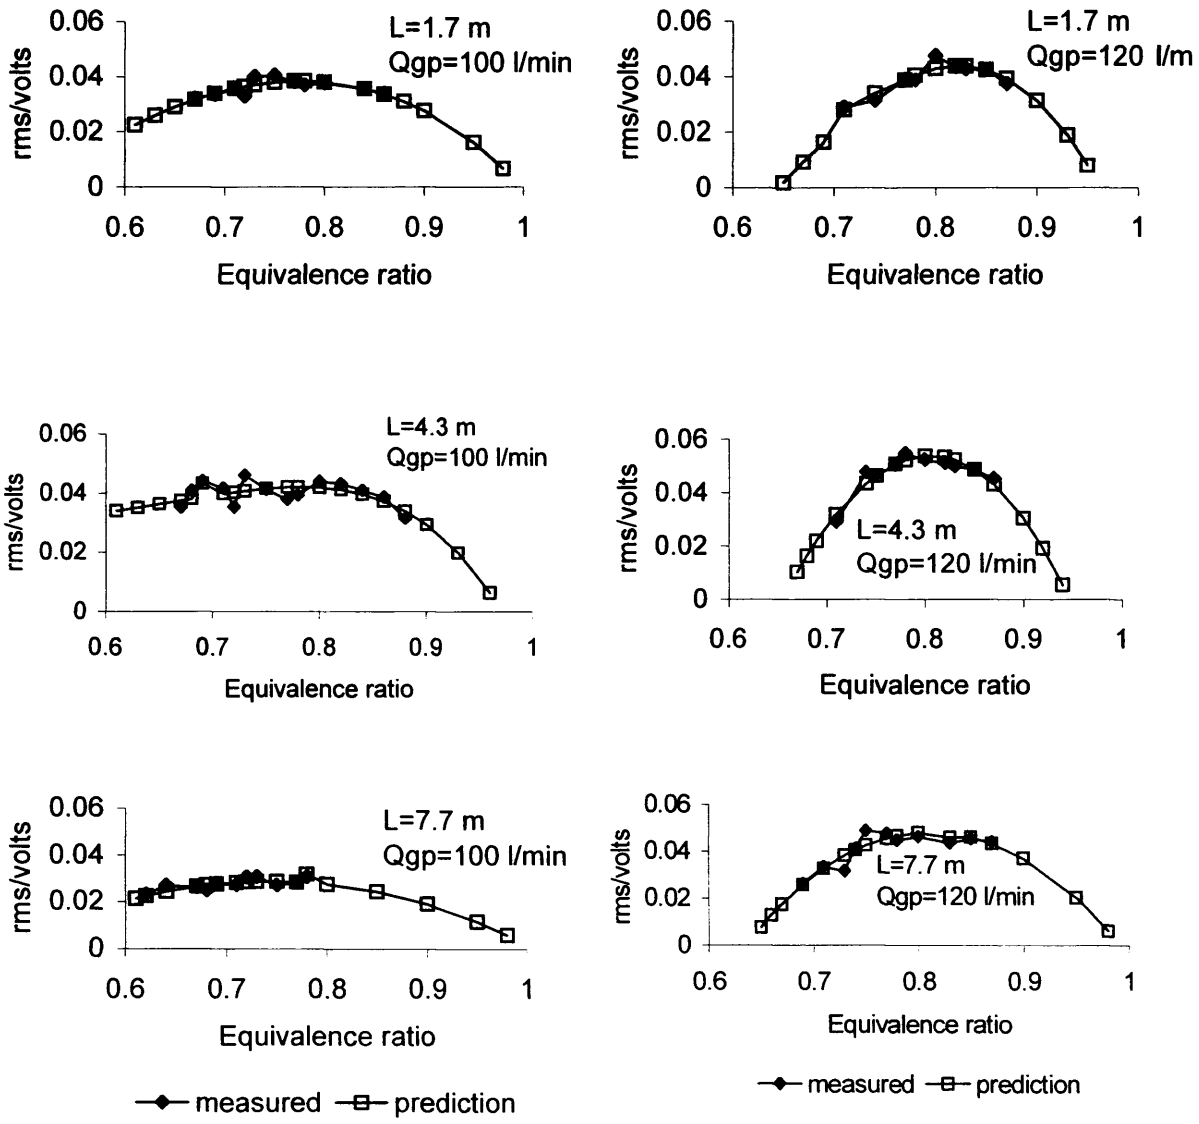 L=1.7 m
Qgp=100 l/min
rms/volts
0.06
0.04
0.02
0
0.6 0.7 0.8 0.9 1
Equivalence ratio
L=1.7 m
Qgp=120 l/m
rms/volts
0.06
0.04
0.02
0
0.6 0.7 0.8 0.9 1
Equivalence ratio
L=4.3 m
Qgp=100 l/min
rms/volts
0.06
0.04
0.02
0
0.6 0.7 0.8 0.9 1
Equivalence ratio
L=4.3 m
Qgp=120 l/min
rms/volts
0.06
0.04
0.02
0
0.6 0.7 0.8 0.9 1
Equivalence ratio
L=7.7 m
Qgp=100 l/min
rms/volts
0.06
0.04
0.02
0
0.6 0.7 0.8 0.9 1
Equivalence ratio
measured prediction
L=7.7 m
Qgp=120 l/min
rms/volts
0.06
0.04
0.02
0
0.6 0.7 0.8 0.9 1
Equivalence ratio
measured prediction